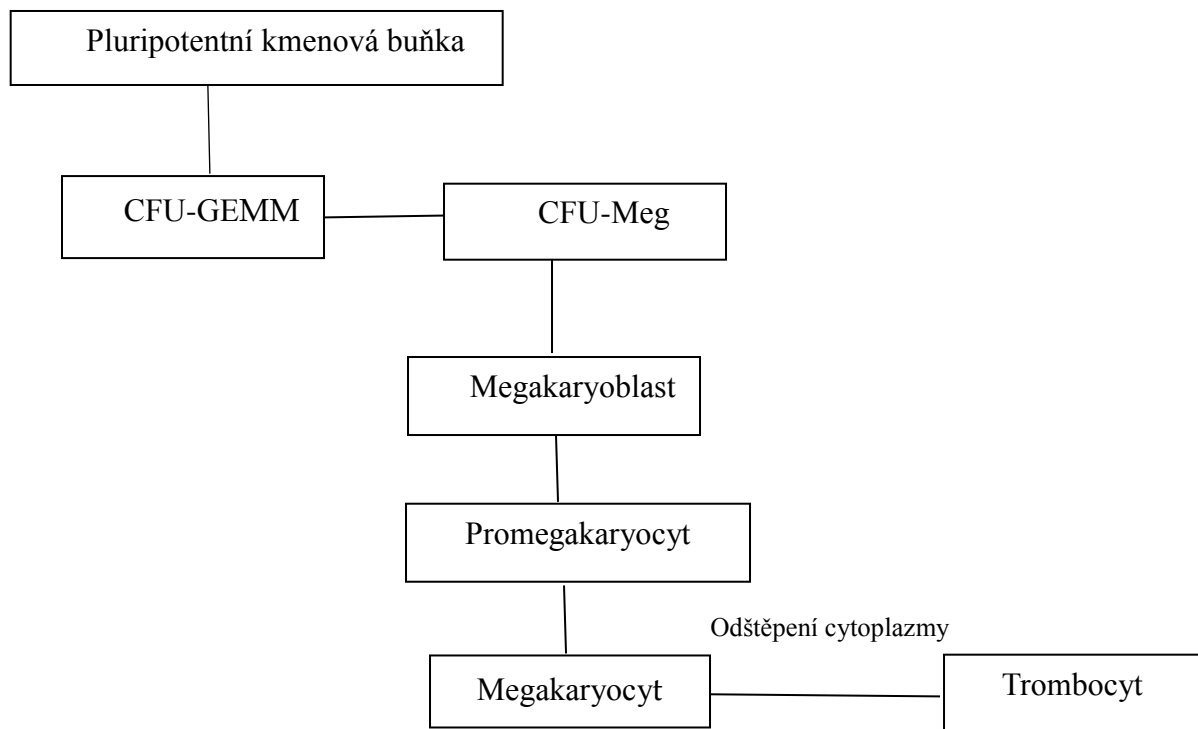 Pluripotentní kmenová buňka
CFU-GEMM
CFU-Meg
Megakaryoblast
Promegakaryocyt
Odštěpení cytoplazmy
Megakaryocyt
Trombocyt